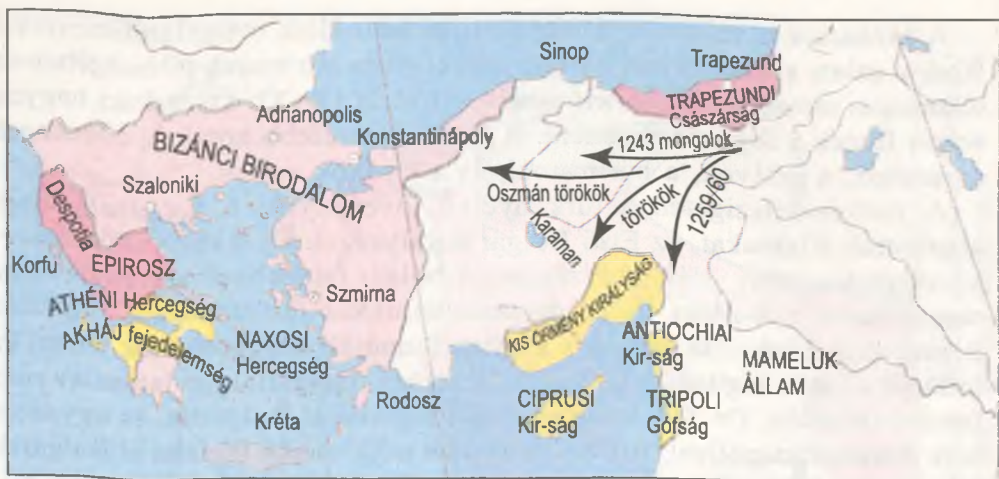 Sinop
Trapezund
TRAPEZUNDI
Császárság
Adrianopolis
Konstantinápoly
BIZÁNCI BIRODALOM
1243 mongolok
Szaloniki
Oszmán törökök
törökök
1259/60
Despotia
Karaman
Korfu
EPIROSZ
Szmirna
KIS ÖRMÉNY KIRÁLYSÁG
ATHÉNI Hercegség
AKHÁJ fejedelemség
NAXOSI
Hercegség
ANTIOCHIAI
Kir-ság
MAMELUK
ÁLLAM
Rodosz
CIPRUSI
Kir-ság
TRIPOLI
Gófság
Kréta